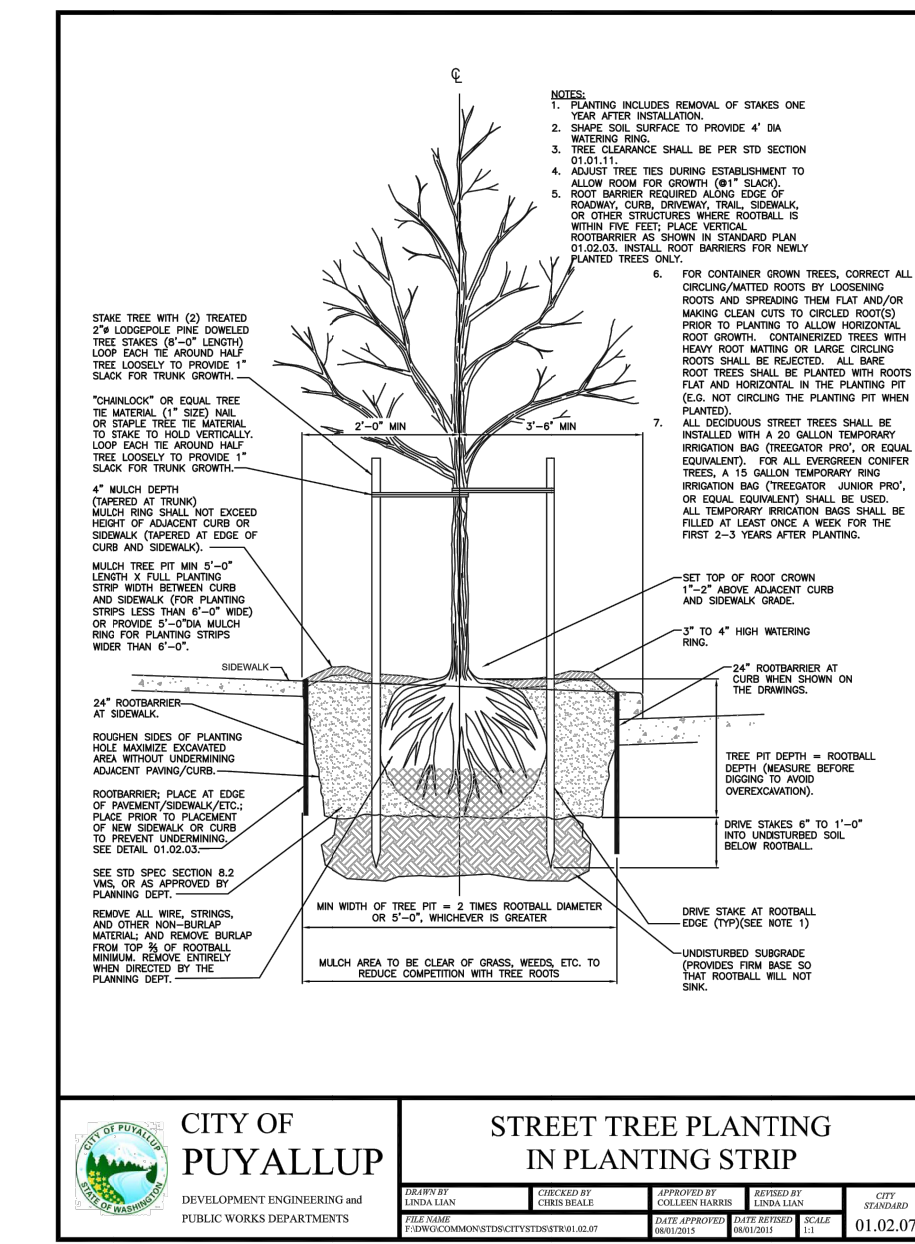 ℄
NOTES:
1. PLANTING INCLUDES REMOVAL OF STAKES ONE
YEAR AFTER INSTALLATION.
2. SHAPE SOIL SURFACE TO PROVIDE 4' DIA
WATERING RING.
3. TREE CLEARANCE SHALL BE PER STD SECTION
01.01.11.
4. ADJUST TREE TIES DURING ESTABLISHMENT TO
ALLOW ROOM FOR GROWTH (@1" SLACK).
5. ROOT BARRIER REQUIRED ALONG EDGE OF
ROADWAY, CURB, DRIVEWAY, TRAIL, SIDEWALK,
OR OTHER STRUCTURES WHERE ROOTBALL IS
WITHIN FIVE FEET; PLACE VERTICAL
ROOTBARRIER AS SHOWN IN STANDARD PLAN
01.02.03. INSTALL ROOT BARRIERS FOR NEWLY
PLANTED TREES ONLY.
6. FOR CONTAINER GROWN TREES, CORRECT ALL
CIRCLING/MATTED ROOTS BY LOOSENING
ROOTS AND SPREADING THEM FLAT AND/OR
MAKING CLEAN CUTS TO CIRCLED ROOT(S)
PRIOR TO PLANTING TO ALLOW HORIZONTAL
ROOT GROWTH. CONTAINERIZED TREES WITH
HEAVY ROOT MATTING OR LARGE CIRCLING
ROOTS SHALL BE REJECTED. ALL BARE
ROOT TREES SHALL BE PLANTED WITH ROOTS
FLAT AND HORIZONTAL IN THE PLANTING PIT
(E.G. NOT CIRCLING THE PLANTING PIT WHEN
PLANTED).
7. ALL DECIDUOUS STREET TREES SHALL BE
INSTALLED WITH A 20 GALLON TEMPORARY
IRRIGATION BAG (TREEGATOR PRO', OR EQUAL
EQUIVALENT). FOR ALL EVERGREEN CONIFER
TREES, A 15 GALLON TEMPORARY RING
IRRIGATION BAG ('TREEGATOR JUNIOR PRO',
OR EQUAL EQUIVALENT) SHALL BE USED.
ALL TEMPORARY IRRICATION BAGS SHALL BE
FILLED AT LEAST ONCE A WEEK FOR THE
FIRST 2-3 YEARS AFTER PLANTING.
STAKE TREE WITH (2) TREATED
2"ø LODGEPOLE PINE DOWELED
TREE STAKES (8'-0" LENGTH)
LOOP EACH TIE AROUND HALF
TREE LOOSELY TO PROVIDE 1"
SLACK FOR TRUNK GROWTH.
"CHAINLOCK" OR EQUAL TREE
TIE MATERIAL (1" SIZE) NAIL
OR STAPLE TREE TIE MATERIAL
TO STAKE TO HOLD VERTICALLY.
LOOP EACH TIE AROUND HALF
TREE LOOSELY TO PROVIDE 1"
SLACK FOR TRUNK GROWTH.
2'-0" MIN
3'-6" MIN
4" MULCH DEPTH
(TAPERED AT TRUNK)
MULCH RING SHALL NOT EXCEED
HEIGHT OF ADJACENT CURB OR
SIDEWALK (TAPERED AT EDGE OF
CURB AND SIDEWALK).
MULCH TREE PIT MIN 5'-0"
LENGTH X FULL PLANTING
STRIP WIDTH BETWEEN CURB
AND SIDEWALK (FOR PLANTING
STRIPS LESS THAN 6'-0" WIDE)
OR PROVIDE 5'-0"DIA MULCH
RING FOR PLANTING STRIPS
WIDER THAN 6'-0".
SIDEWALK
24" ROOTBARRIER
AT SIDEWALK.
ROUGHEN SIDES OF PLANTING
HOLE MAXIMIZE EXCAVATED
AREA WITHOUT UNDERMINING
ADJACENT PAVING/CURB.
ROOTBARRIER; PLACE AT EDGE
OF PAVEMENT/SIDEWALK/ETC.;
PLACE PRIOR TO PLACEMENT
OF NEW SIDEWALK OR CURB
TO PREVENT UNDERMINING.
SEE DETAIL 01.02.03.
SEE STD SPEC SECTION 8.2
VMS, OR AS APPROVED BY
PLANNING DEPT.
REMOVE ALL WIRE, STRINGS,
AND OTHER NON-BURLAP
MATERIAL; AND REMOVE BURLAP
FROM TOP ⅔ OF ROOTBALL
MINIMUM. REMOVE ENTIRELY
WHEN DIRECTED BY THE
PLANNING DEPT.
SET TOP OF ROOT CROWN
1"-2" ABOVE ADJACENT CURB
AND SIDEWALK GRADE.
3" TO 4" HIGH WATERING
RING.
24" ROOTBARRIER AT
CURB WHEN SHOWN ON
THE DRAWINGS.
TREE PIT DEPTH = ROOTBALL
DEPTH (MEASURE BEFORE
DIGGING TO AVOID
OVEREXCAVATION).
DRIVE STAKES 6" TO 1'-0"
INTO UNDISTURBED SOIL
BELOW ROOTBALL.
DRIVE STAKE AT ROOTBALL
EDGE (TYP)(SEE NOTE 1)
UNDISTURBED SUBGRADE
(PROVIDES FIRM BASE SO
THAT ROOTBALL WILL NOT
SINK.
MIN WIDTH OF TREE PIT = 2 TIMES ROOTBALL DIAMETER
OR 5'-0", WHICHEVER IS GREATER
MULCH AREA TO BE CLEAR OF GRASS, WEEDS, ETC. TO
REDUCE COMPETITION WITH TREE ROOTS
CITY OF PUYALLUP
STATE OF WASHINGTON
CITY OF
PUYALLUP
DEVELOPMENT ENGINEERING and
PUBLIC WORKS DEPARTMENTS
STREET TREE PLANTING
IN PLANTING STRIP
DRAWN BY
LINDA LIAN
CHECKED BY
CHRIS BEALE
APPROVED BY
COLLEEN HARRIS
REVISED BY
LINDA LIAN
CITY
STANDARD
01.02.07
FILE NAME
F:\DWO\COMMON\STDS\CITYSTDS\STR\01.02.07
DATE APPROVED
08/01/2015
DATE REVISED
08/01/2015
SCALE
1:1